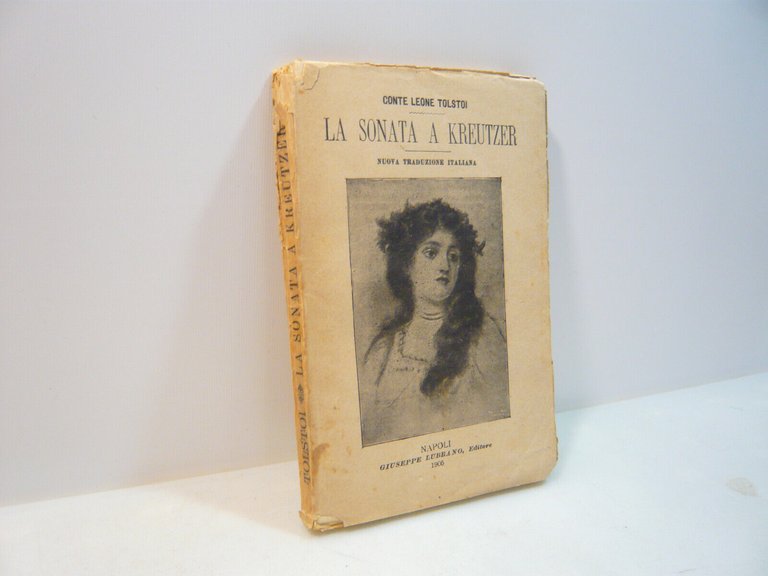 CONTE LEONE TOLSTOI
LA SONATA A KREUTZER
NUOVA TRADUZIONE ITALIANA
NAPOLI
GIUSEPPE LUBRANO, Editore
1906
TOLSTOI LA SONATA A KREUTZER